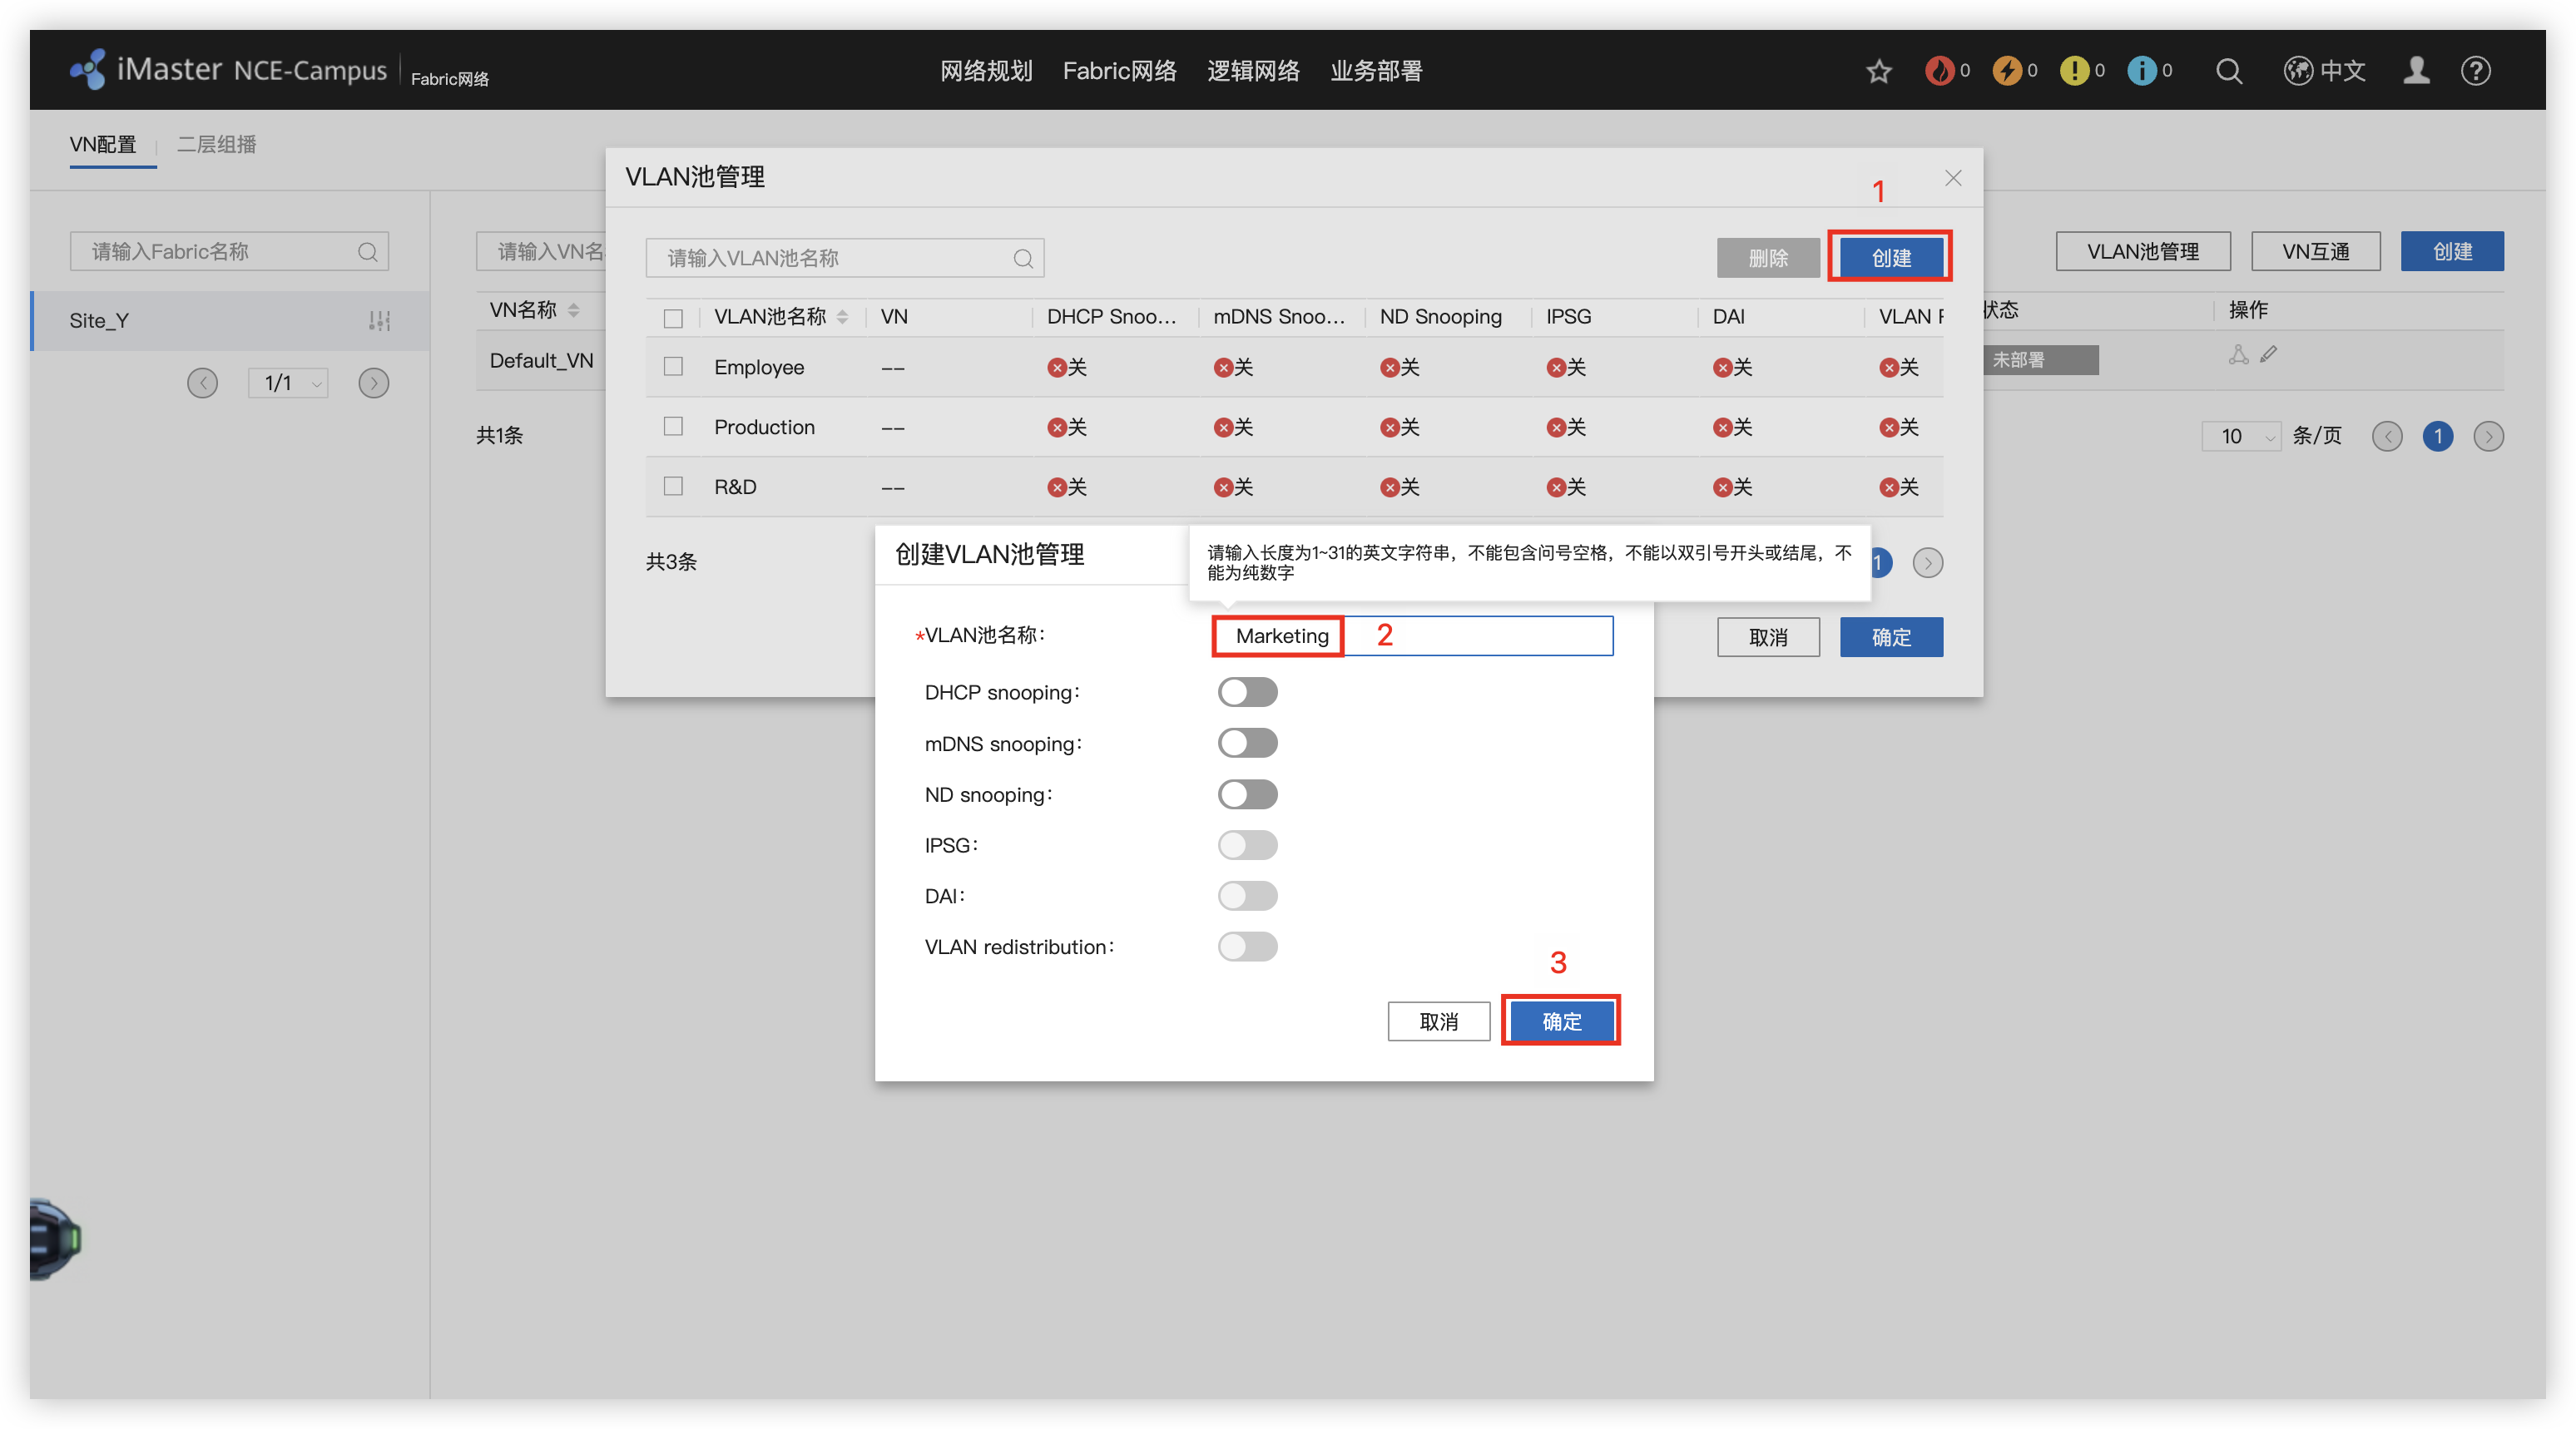 iMaster NCE-Campus Fabric网络
网络规划 Fabric网络 逻辑网络 业务部署
0 0 0 0 中文
VN配置 二层组播
VLAN池管理
1
请输入Fabric名称
请输入VN名
请输入VLAN池名称
删除 创建
VLAN池管理 VN互通 创建
Site_Y
VN名称
状态 操作
VLAN池名称 VN DHCP Snoo... mDNS Snoo... ND Snooping IPSG DAI VLAN
Default_VN
未部署
Employee -- 关 关 关 关 关 关
1/1
Production -- 关 关 关 关 关 关
共1条
10 条/页 1
R&D -- 关 关 关 关 关 关
共3条
1
创建VLAN池管理
请输入长度为1~31的英文字符串，不能包含问号空格，不能以双引号开头或结尾，不
能为纯数字
*VLAN池名称： Marketing 2
取消 确定
DHCP snooping：
mDNS snooping：
ND snooping：
IPSG：
DAI：
VLAN redistribution：
3
取消 确定